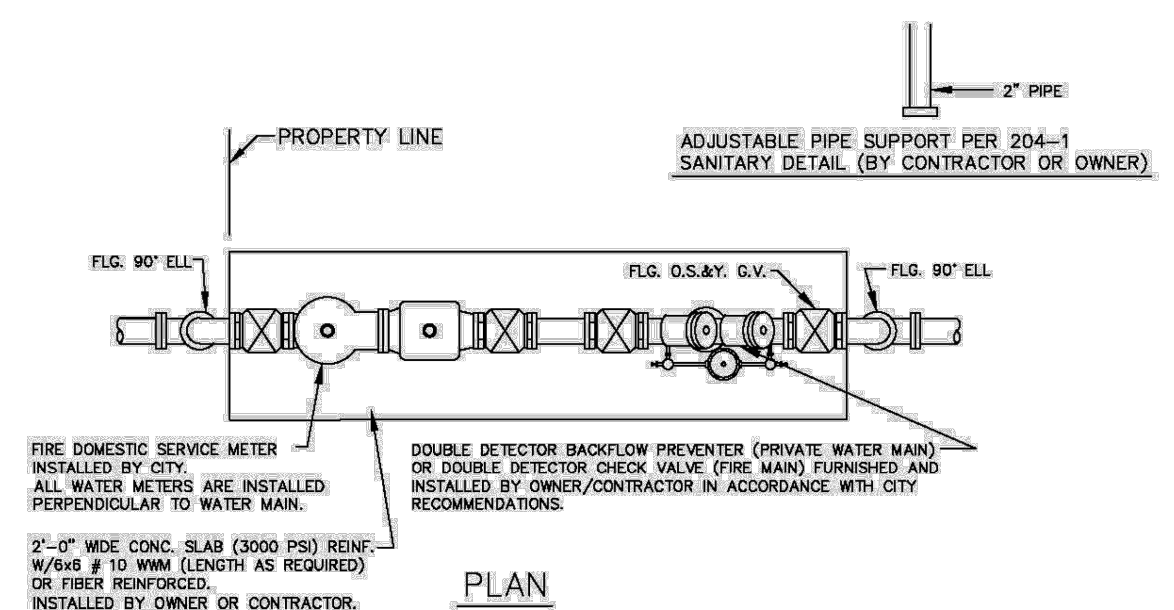 2" PIPE
ADJUSTABLE PIPE SUPPORT PER 204-1
SANITARY DETAIL (BY CONTRACTOR OR OWNER)
PROPERTY LINE
FLG. 90° ELL
FLG. O.S.&Y. G.V.
FLG. 90° ELL
FIRE DOMESTIC SERVICE METER
INSTALLED BY CITY.
ALL WATER METERS ARE INSTALLED
PERPENDICULAR TO WATER MAIN.
DOUBLE DETECTOR BACKFLOW PREVENTER (PRIVATE WATER MAIN)
OR DOUBLE DETECTOR CHECK VALVE (FIRE MAIN) FURNISHED AND
INSTALLED BY OWNER/CONTRACTOR IN ACCORDANCE WITH CITY
RECOMMENDATIONS.
2'-0" WIDE CONC. SLAB (3000 PSI) REINF.
W/6x6 # 10 WWM (LENGTH AS REQUIRED)
OR FIBER REINFORCED.
INSTALLED BY OWNER OR CONTRACTOR.
PLAN